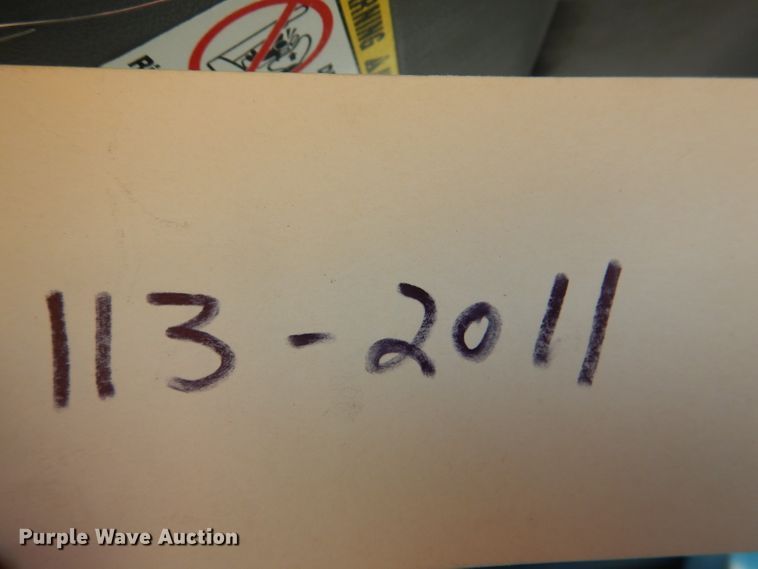 WARNING
113-2011
Purple Wave Auction